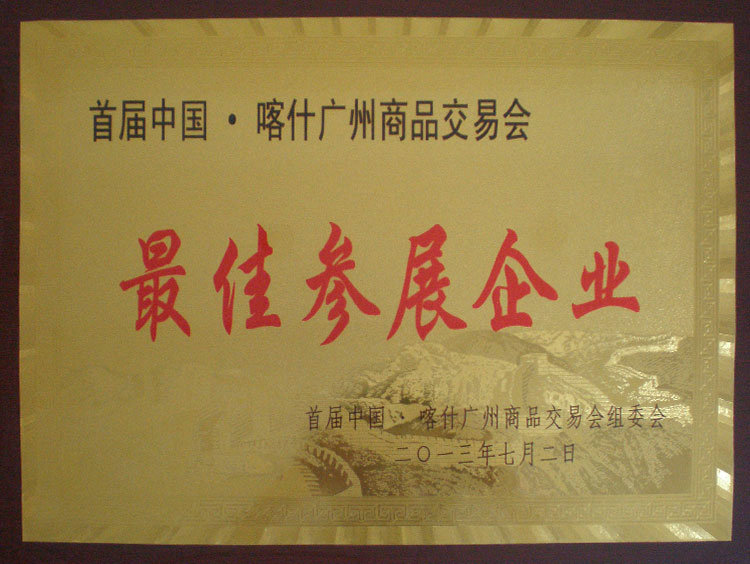 首届中国·喀什广州商品交易会
最佳参展企业
首届中国·喀什广州商品交易会组委会
二〇一三年七月二日